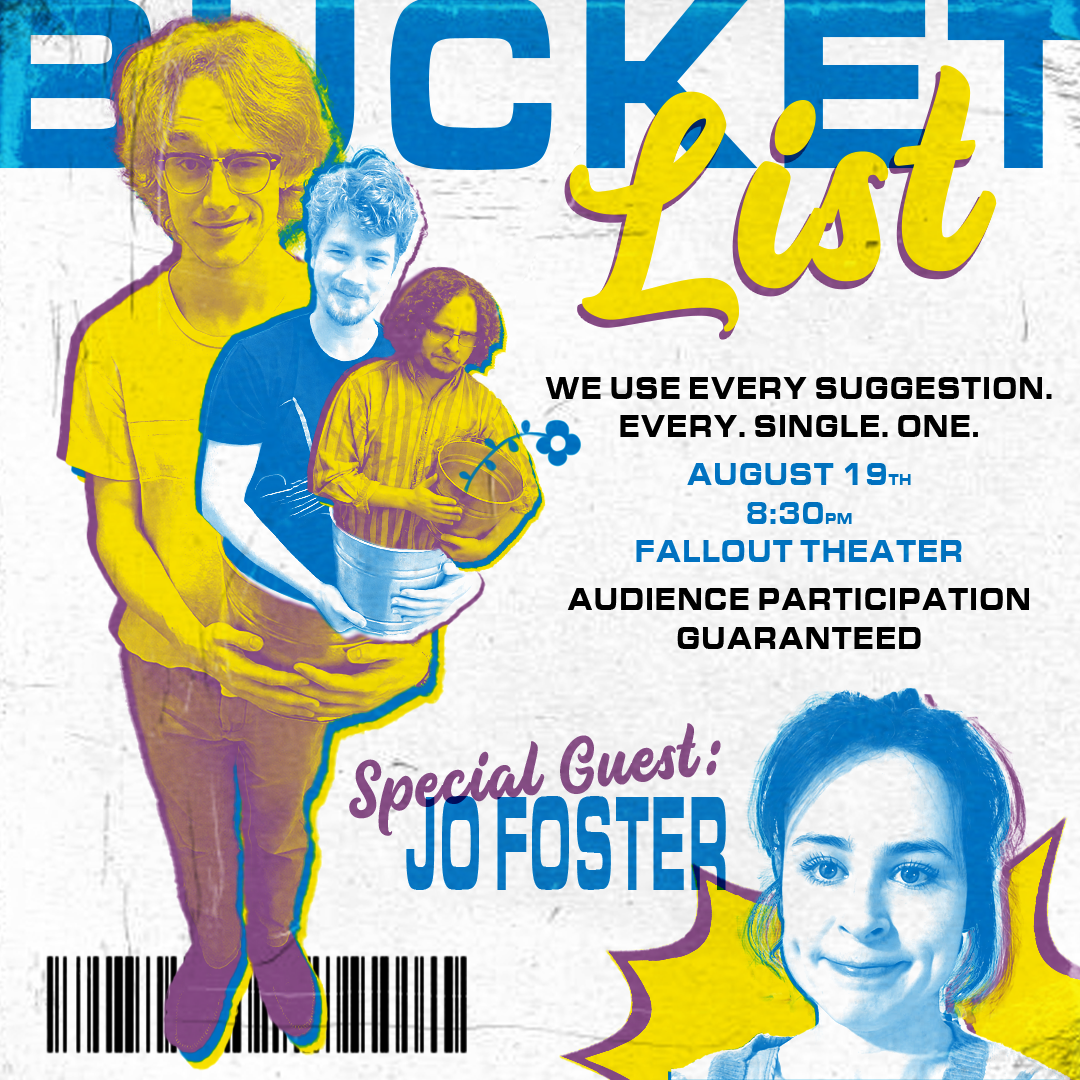 BUCKET
List
WE USE EVERY SUGGESTION.
EVERY. SINGLE. ONE.
AUGUST 19TH
8:30PM
FALLOUT THEATER
AUDIENCE PARTICIPATION
GUARANTEED
Special Guest:
JO FOSTER